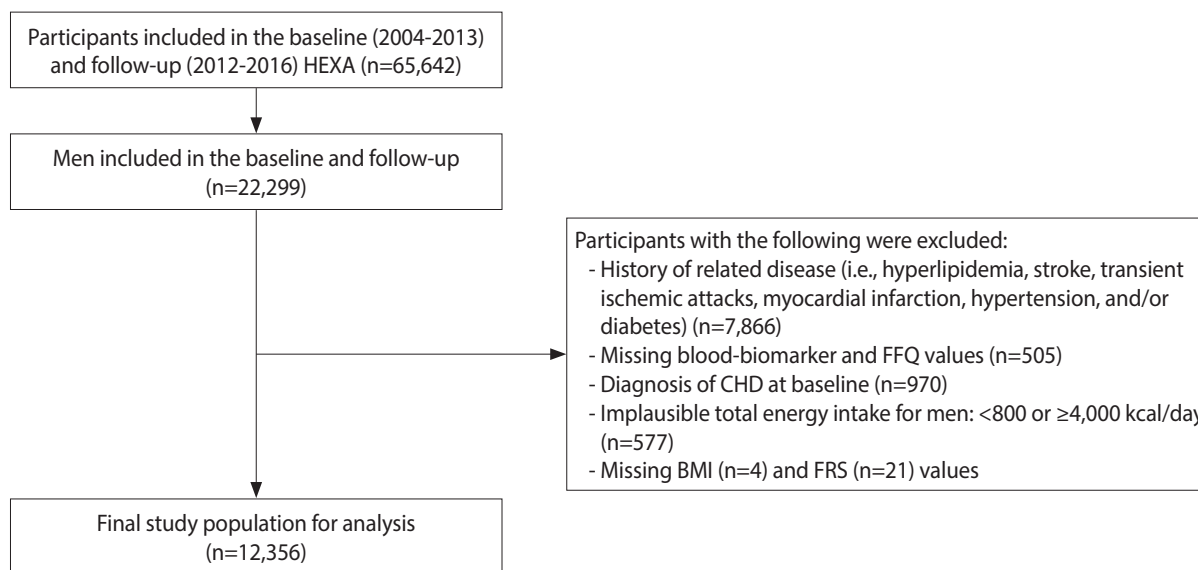 Participants included in the baseline (2004-2013)
and follow-up (2012-2016) HEXA (n=65,642)
Men included in the baseline and follow-up
(n=22,299)
Participants with the following were excluded:
- History of related disease (i.e., hyperlipidemia, stroke, transient
ischemic attacks, myocardial infarction, hypertension, and/or
diabetes) (n=7,866)
- Missing blood-biomarker and FFQ values (n=505)
- Diagnosis of CHD at baseline (n=970)
- Implausible total energy intake for men: <800 or ≥4,000 kcal/day
(n=577)
- Missing BMI (n=4) and FRS (n=21) values
Final study population for analysis
(n=12,356)